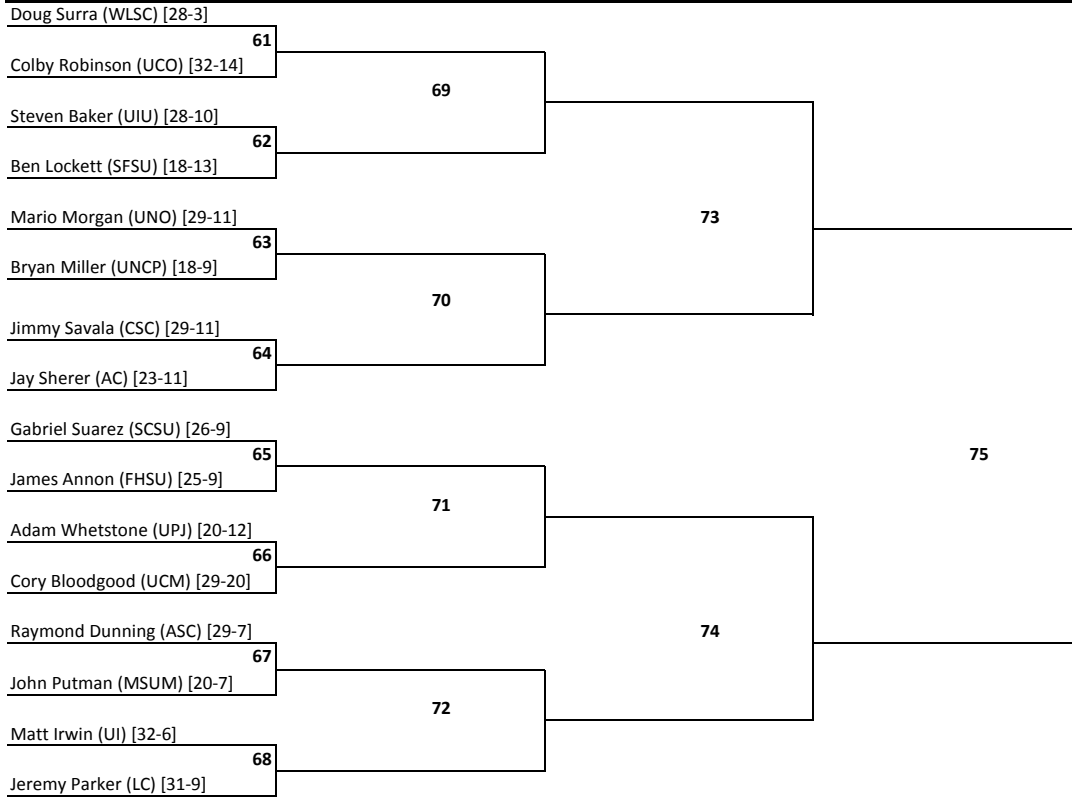 Doug Surra (WLSC) [28-3]
61
Colby Robinson (UCO) [32-14]
69
Steven Baker (UIU) [28-10]
62
Ben Lockett (SFSU) [18-13]
Mario Morgan (UNO) [29-11]
73
63
Bryan Miller (UNCP) [18-9]
70
Jimmy Savala (CSC) [29-11]
64
Jay Sherer (AC) [23-11]
Gabriel Suarez (SCSU) [26-9]
65
75
James Annon (FHSU) [25-9]
71
Adam Whetstone (UPJ) [20-12]
66
Cory Bloodgood (UCM) [29-20]
Raymond Dunning (ASC) [29-7]
74
67
John Putman (MSUM) [20-7]
72
Matt Irwin (UI) [32-6]
68
Jeremy Parker (LC) [31-9]